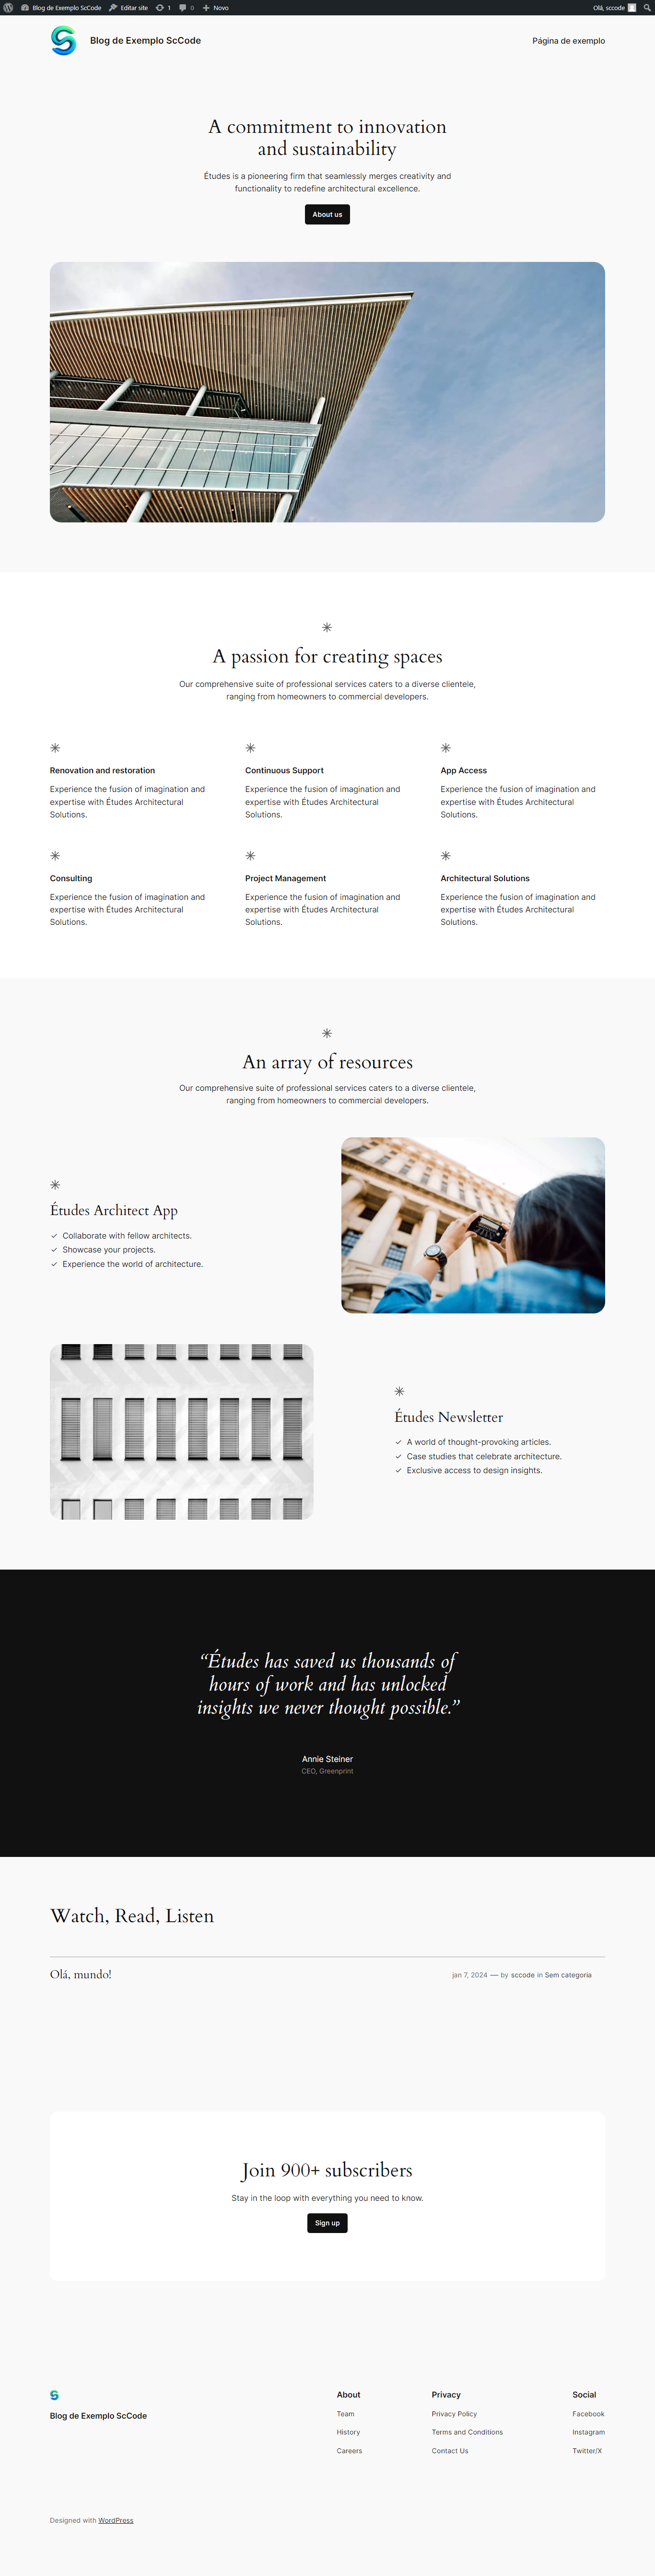 Blog de Exemplo ScCode Editar site 1 0 Novo Olá, sccode
Blog de Exemplo ScCode Página de exemplo
A commitment to innovation
and sustainability
Études is a pioneering firm that seamlessly merges creativity and
functionality to redefine architectural excellence.
About us
A passion for creating spaces
Our comprehensive suite of professional services caters to a diverse clientele,
ranging from homeowners to commercial developers.
Renovation and restoration
Experience the fusion of imagination and
expertise with Études Architectural
Solutions.
Continuous Support
Experience the fusion of imagination and
expertise with Études Architectural
Solutions.
App Access
Experience the fusion of imagination and
expertise with Études Architectural
Solutions.
Consulting
Experience the fusion of imagination and
expertise with Études Architectural
Solutions.
Project Management
Experience the fusion of imagination and
expertise with Études Architectural
Solutions.
Architectural Solutions
Experience the fusion of imagination and
expertise with Études Architectural
Solutions.
An array of resources
Our comprehensive suite of professional services caters to a diverse clientele,
ranging from homeowners to commercial developers.
Études Architect App
✓ Collaborate with fellow architects.
✓ Showcase your projects.
✓ Experience the world of architecture.
Études Newsletter
✓ A world of thought-provoking articles.
✓ Case studies that celebrate architecture.
✓ Exclusive access to design insights.
“Études has saved us thousands of
hours of work and has unlocked
insights we never thought possible.”
Annie Steiner
CEO, Greenprint
Watch, Read, Listen
Olá, mundo! jan 7, 2024 — by sccode in Sem categoria
Join 900+ subscribers
Stay in the loop with everything you need to know.
Sign up
Blog de Exemplo ScCode
About
Team
History
Careers
Privacy
Privacy Policy
Terms and Conditions
Contact Us
Social
Facebook
Instagram
Twitter/X
Designed with WordPress